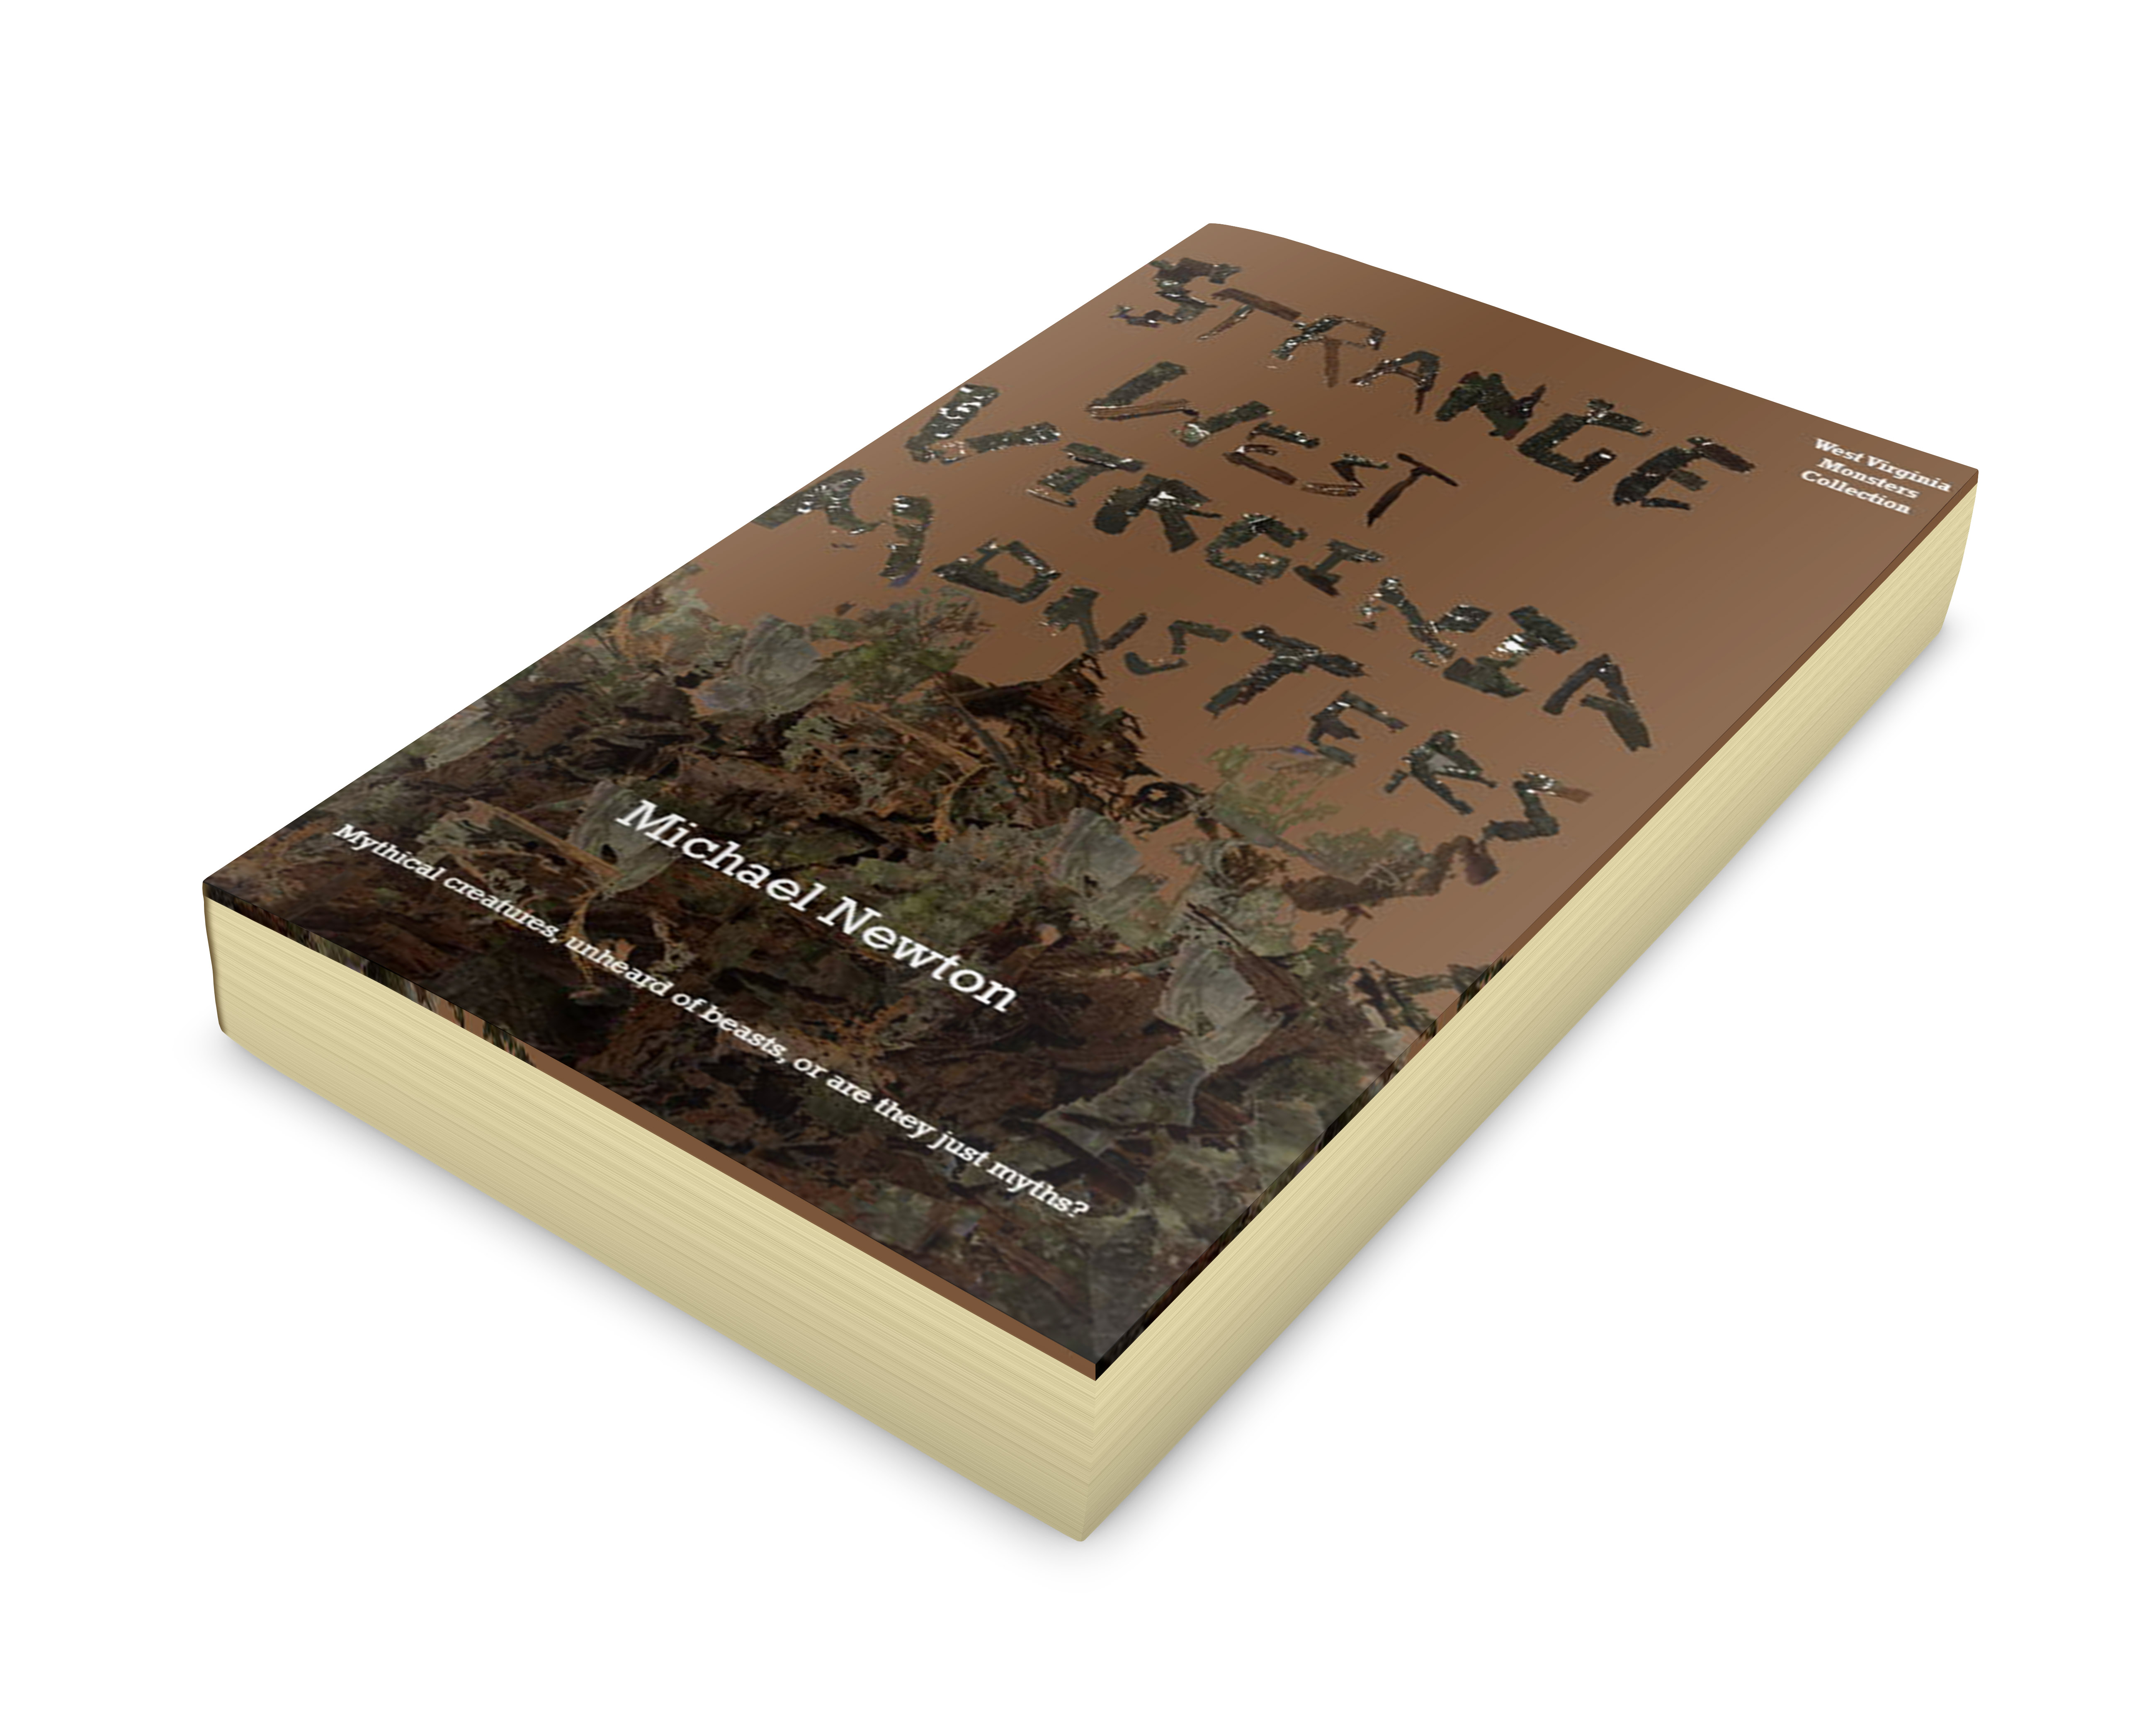 STRANGE
WEST
VIRGINIA
MONSTERS
West Virginia
Monsters
Collection
Michael Newton
Mythical creatures, unheard of beasts, or are they just myths?